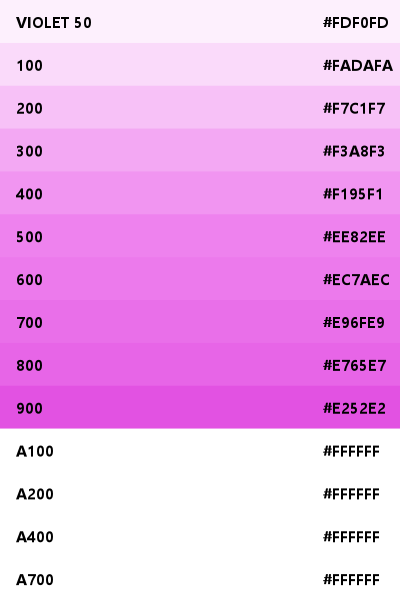 VIOLET 50 #FDF0FD
100 #FADAFA
200 #F7C1F7
300 #F3A8F3
400 #F195F1
500 #EE82EE
600 #EC7AEC
700 #E96FE9
800 #E765E7
900 #E252E2
A100 #FFFFFF
A200 #FFFFFF
A400 #FFFFFF
A700 #FFFFFF